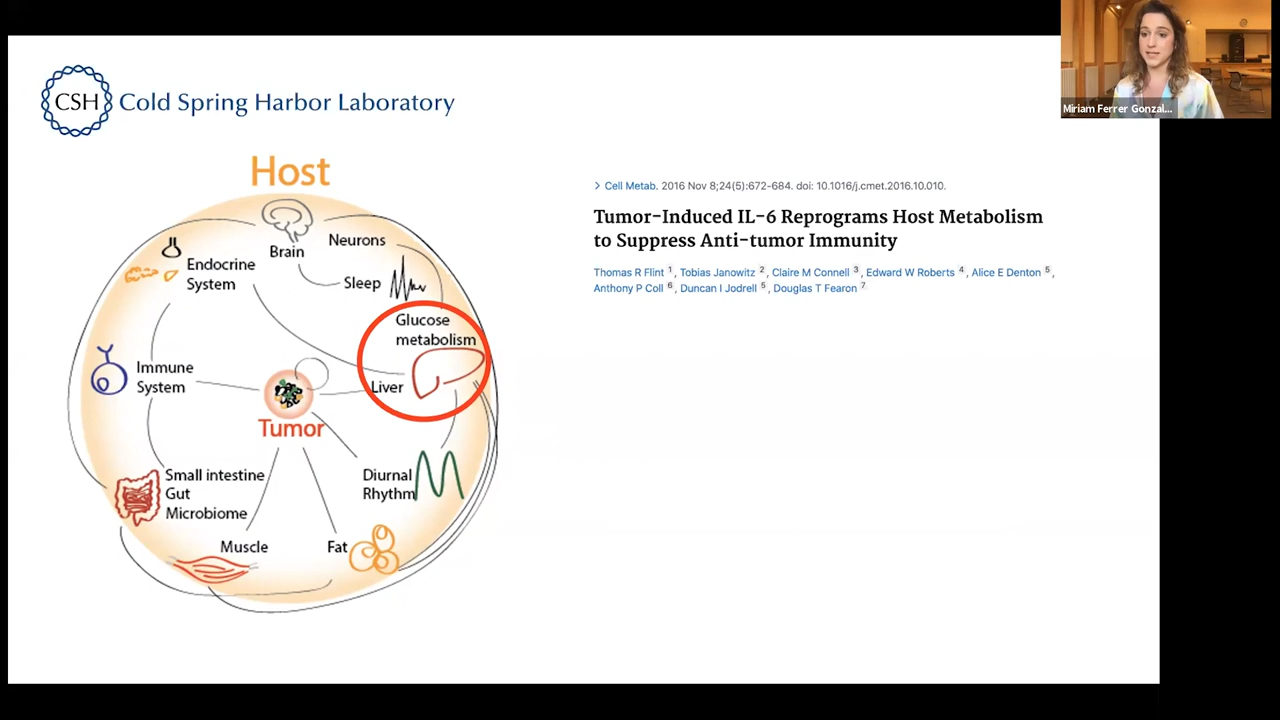 CSH Cold Spring Harbor Laboratory
Miriam Ferrer Gonzal...
Host
Brain
Neurons
Endocrine
System
Sleep
Glucose
metabolism
Liver
Immune
System
Tumor
Small intestine
Gut
Microbiome
Diurnal
Rhythm
Muscle
Fat
> Cell Metab. 2016 Nov 8;24(5):672-684. doi: 10.1016/j.cmet.2016.10.010.
Tumor-Induced IL-6 Reprograms Host Metabolism
to Suppress Anti-tumor Immunity
Thomas R Flint 1, Tobias Janowitz 2, Claire M Connell 3, Edward W Roberts 4, Alice E Denton 5,
Anthony P Coll 6, Duncan I Jodrell 5, Douglas T Fearon 7